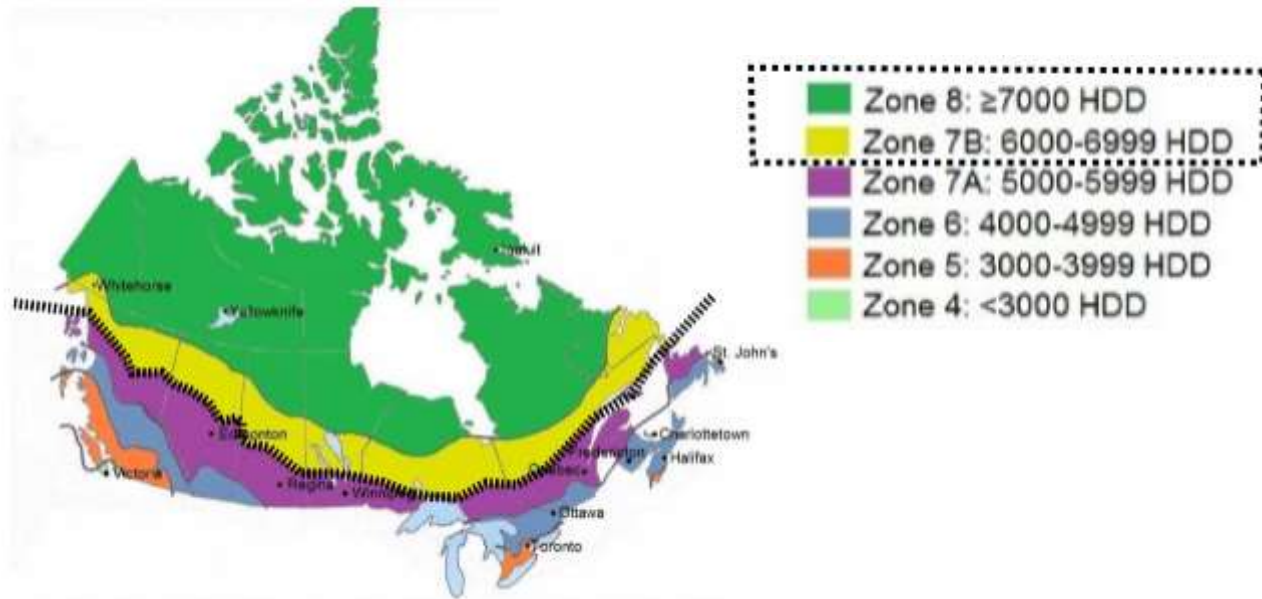 Zone 8: ≥7000 HDD
Zone 7B: 6000-6999 HDD
Zone 7A: 5000-5999 HDD
Zone 6: 4000-4999 HDD
Zone 5: 3000-3999 HDD
Zone 4: <3000 HDD
Iqaluit
Whitehorse
Yellowknife
St. John's
Edmonton
Charlottetown
Fredericton
Halifax
Quebec
Victoria
Regina
Winnipeg
Ottawa
Toronto